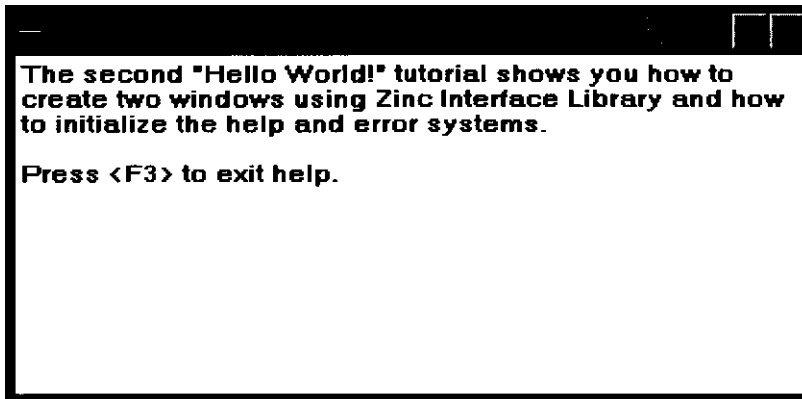 The second "Hello World!" tutorial shows you how to
create two windows using Zinc Interface Library and how
to initialize the help and error systems.
Press <F3> to exit help.